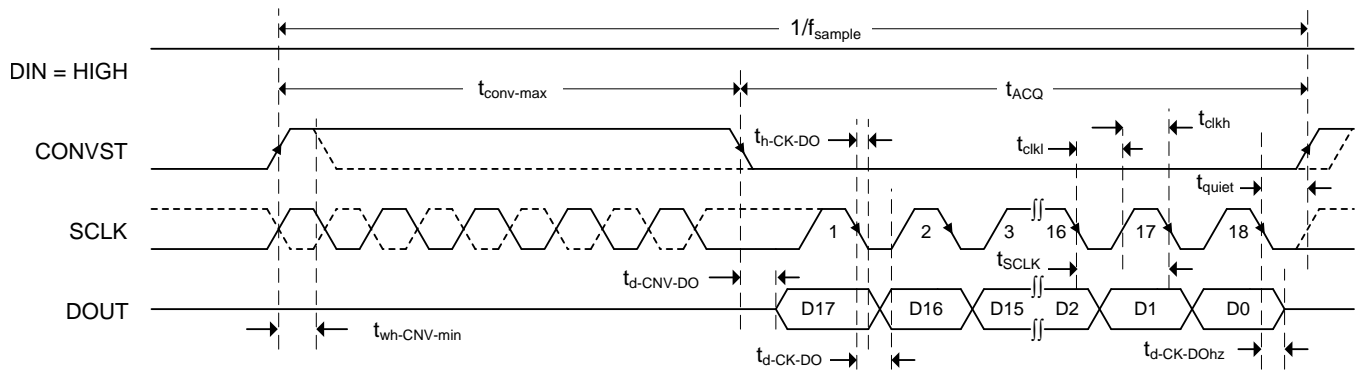 1/fsample
DIN = HIGH
tconv-max
tACQ
tclkh
th-CK-DO
tclkl
CONVST
tquiet
SCLK
1 2 3 16 17 18
tSCLK
td-CNV-DO
DOUT
D17 D16 D15 D2 D1 D0
twh-CNV-min
td-CK-DO
td-CK-DOhz